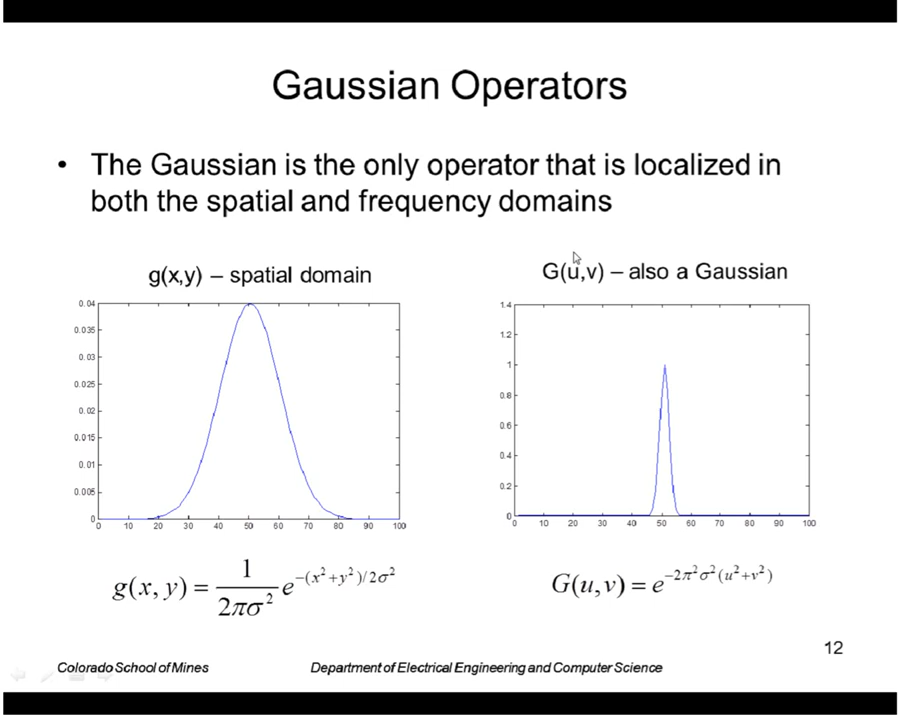 Gaussian Operators
• The Gaussian is the only operator that is localized in
both the spatial and frequency domains
g(x,y) – spatial domain
0.04
0.035
0.03
0.025
0.02
0.015
0.01
0.005
0
0 10 20 30 40 50 60 70 80 90 100
g(x, y) = 1/(2πσ²) e^(−(x²+y²)/2σ²)
G(u,v) – also a Gaussian
1.4
1.2
1
0.8
0.6
0.4
0.2
0
0 10 20 30 40 50 60 70 80 90 100
G(u,v) = e^(−2π²σ²(u²+v²))
12
Colorado School of Mines
Department of Electrical Engineering and Computer Science